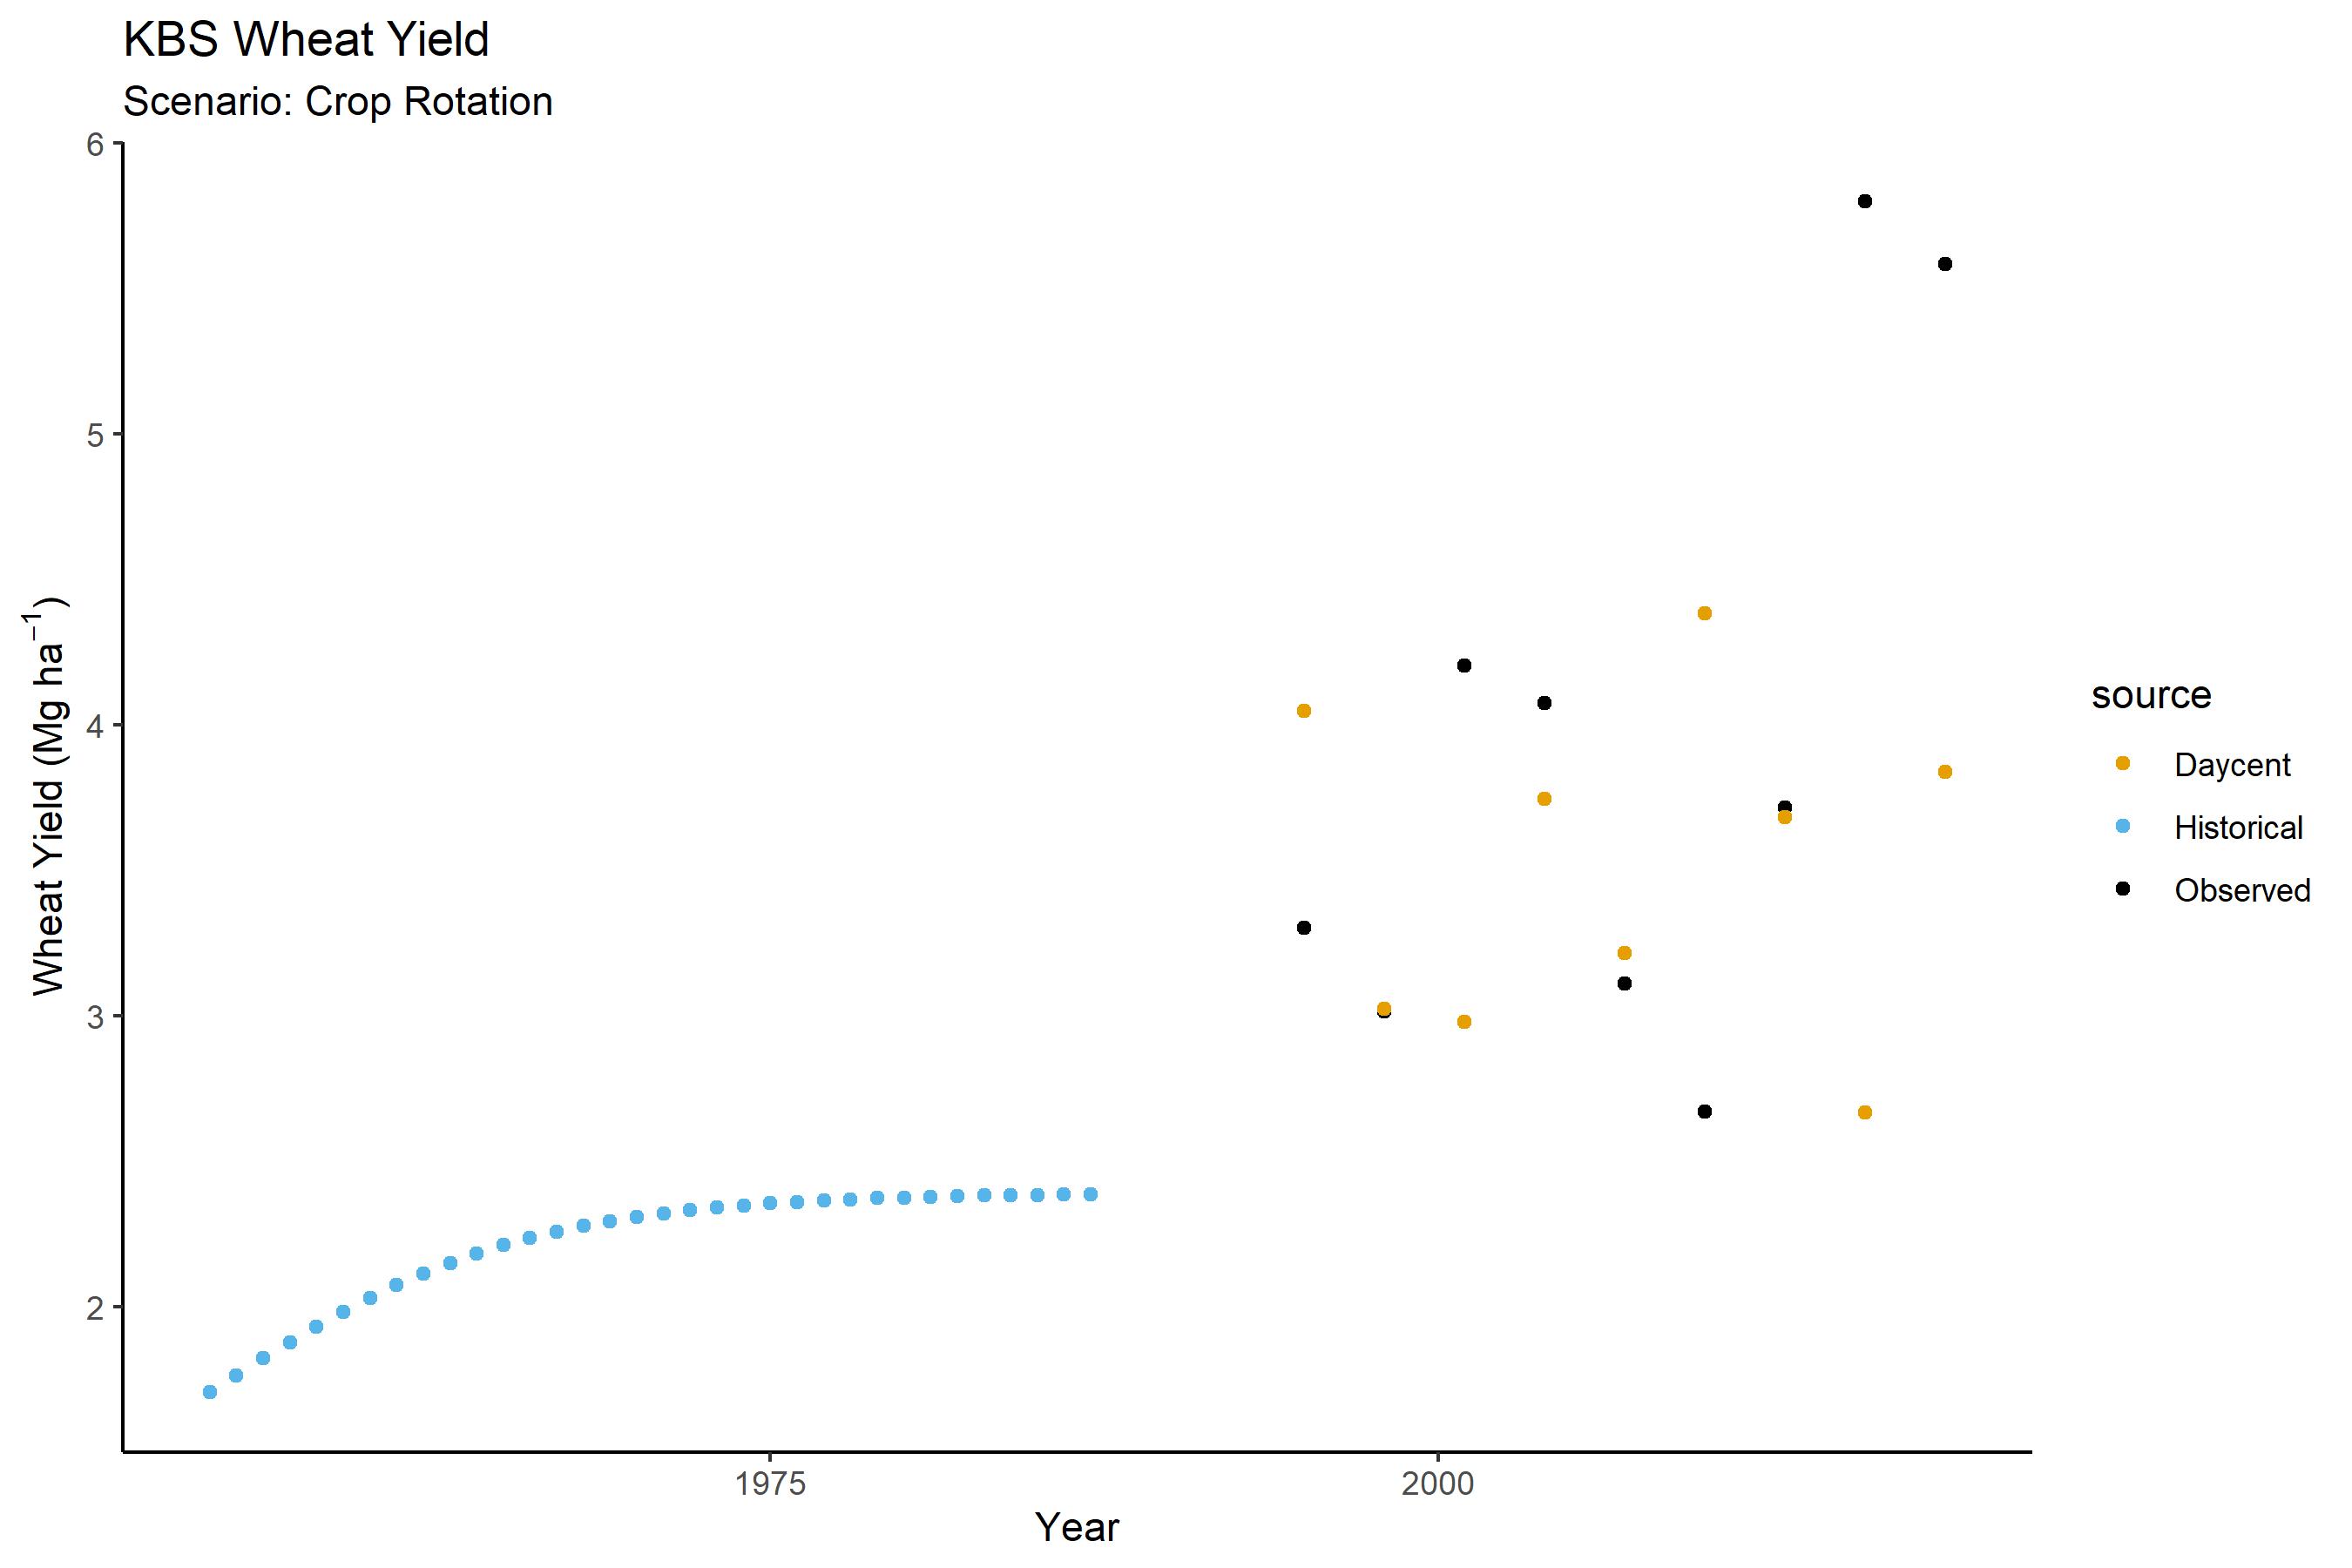 KBS Wheat Yield
Scenario: Crop Rotation
6
5
4
3
2
Wheat Yield (Mg ha⁻¹)
1975
2000
Year
source
Daycent
Historical
Observed